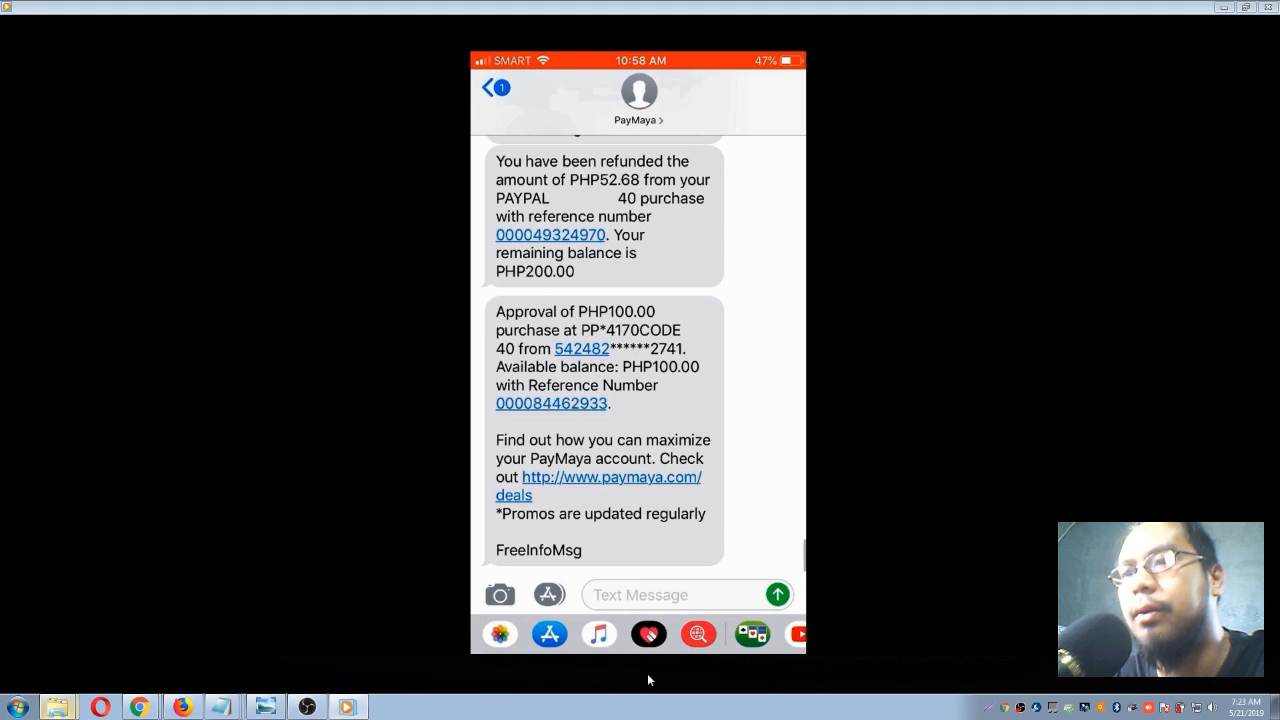 SMART 10:58 AM 47%
1
PayMaya >
You have been refunded the
amount of PHP52.68 from your
PAYPAL 40 purchase
with reference number
000049324970. Your
remaining balance is
PHP200.00
Approval of PHP100.00
purchase at PP*4170CODE
40 from 542482******2741.
Available balance: PHP100.00
with Reference Number
000084462933.
Find out how you can maximize
your PayMaya account. Check
out http://www.paymaya.com/
deals
*Promos are updated regularly
FreeInfoMsg
Text Message
7:23 AM
5/21/2019